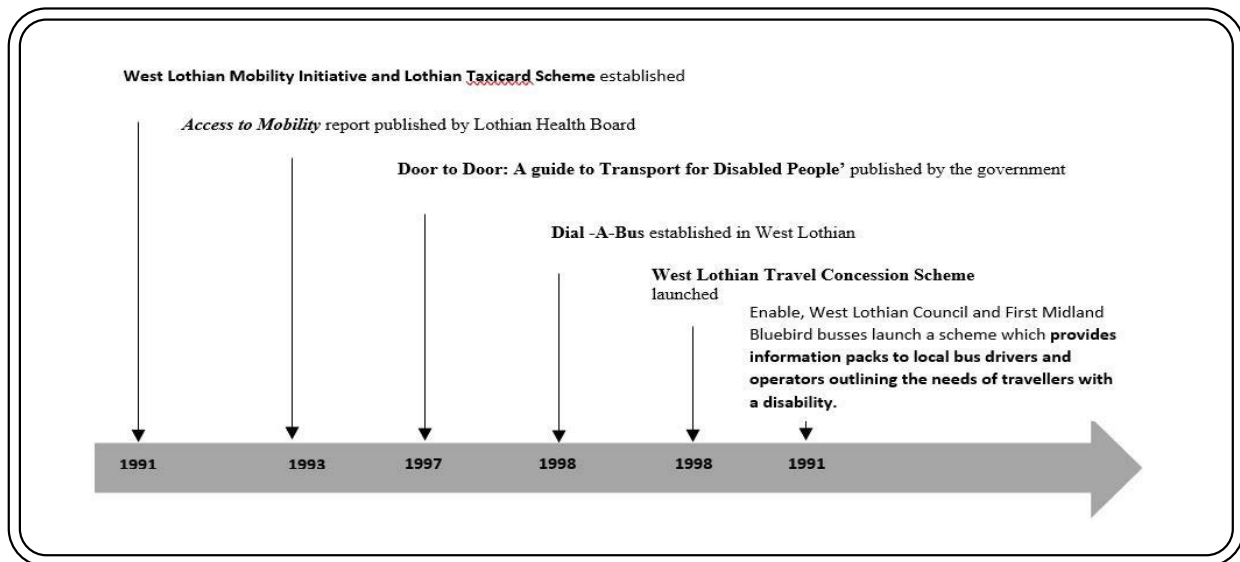 West Lothian Mobility Initiative and Lothian Taxicard Scheme established
Access to Mobility report published by Lothian Health Board
Door to Door: A guide to Transport for Disabled People’ published by the government
Dial -A-Bus established in West Lothian
West Lothian Travel Concession Scheme
launched
Enable, West Lothian Council and First Midland
Bluebird busses launch a scheme which provides
information packs to local bus drivers and
operators outlining the needs of travellers with
a disability.
1991 1993 1997 1998 1998 1991